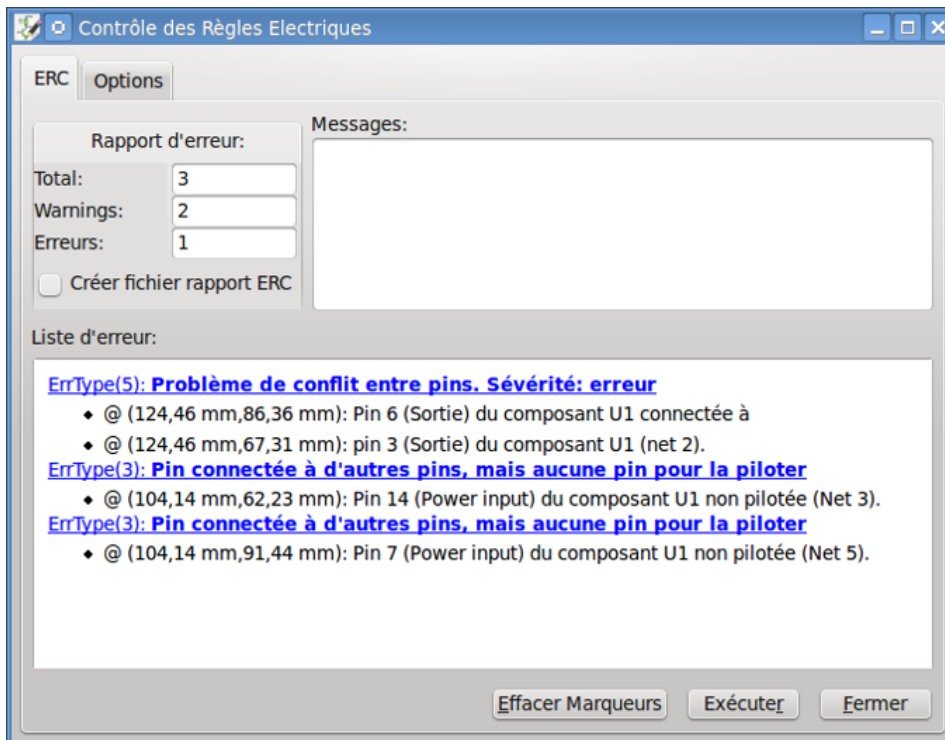 Contrôle des Règles Electriques
ERC Options
Rapport d'erreur:
Messages:
Total: 3
Warnings: 2
Erreurs: 1
Créer fichier rapport ERC
Liste d'erreur:
ErrType(5): Problème de conflit entre pins. Sévérité: erreur
• @ (124,46 mm,86,36 mm): Pin 6 (Sortie) du composant U1 connectée à
• @ (124,46 mm,67,31 mm): pin 3 (Sortie) du composant U1 (net 2).
ErrType(3): Pin connectée à d'autres pins, mais aucune pin pour la piloter
• @ (104,14 mm,62,23 mm): Pin 14 (Power input) du composant U1 non pilotée (Net 3).
ErrType(3): Pin connectée à d'autres pins, mais aucune pin pour la piloter
• @ (104,14 mm,91,44 mm): Pin 7 (Power input) du composant U1 non pilotée (Net 5).
Effacer Marqueurs Exécuter Fermer